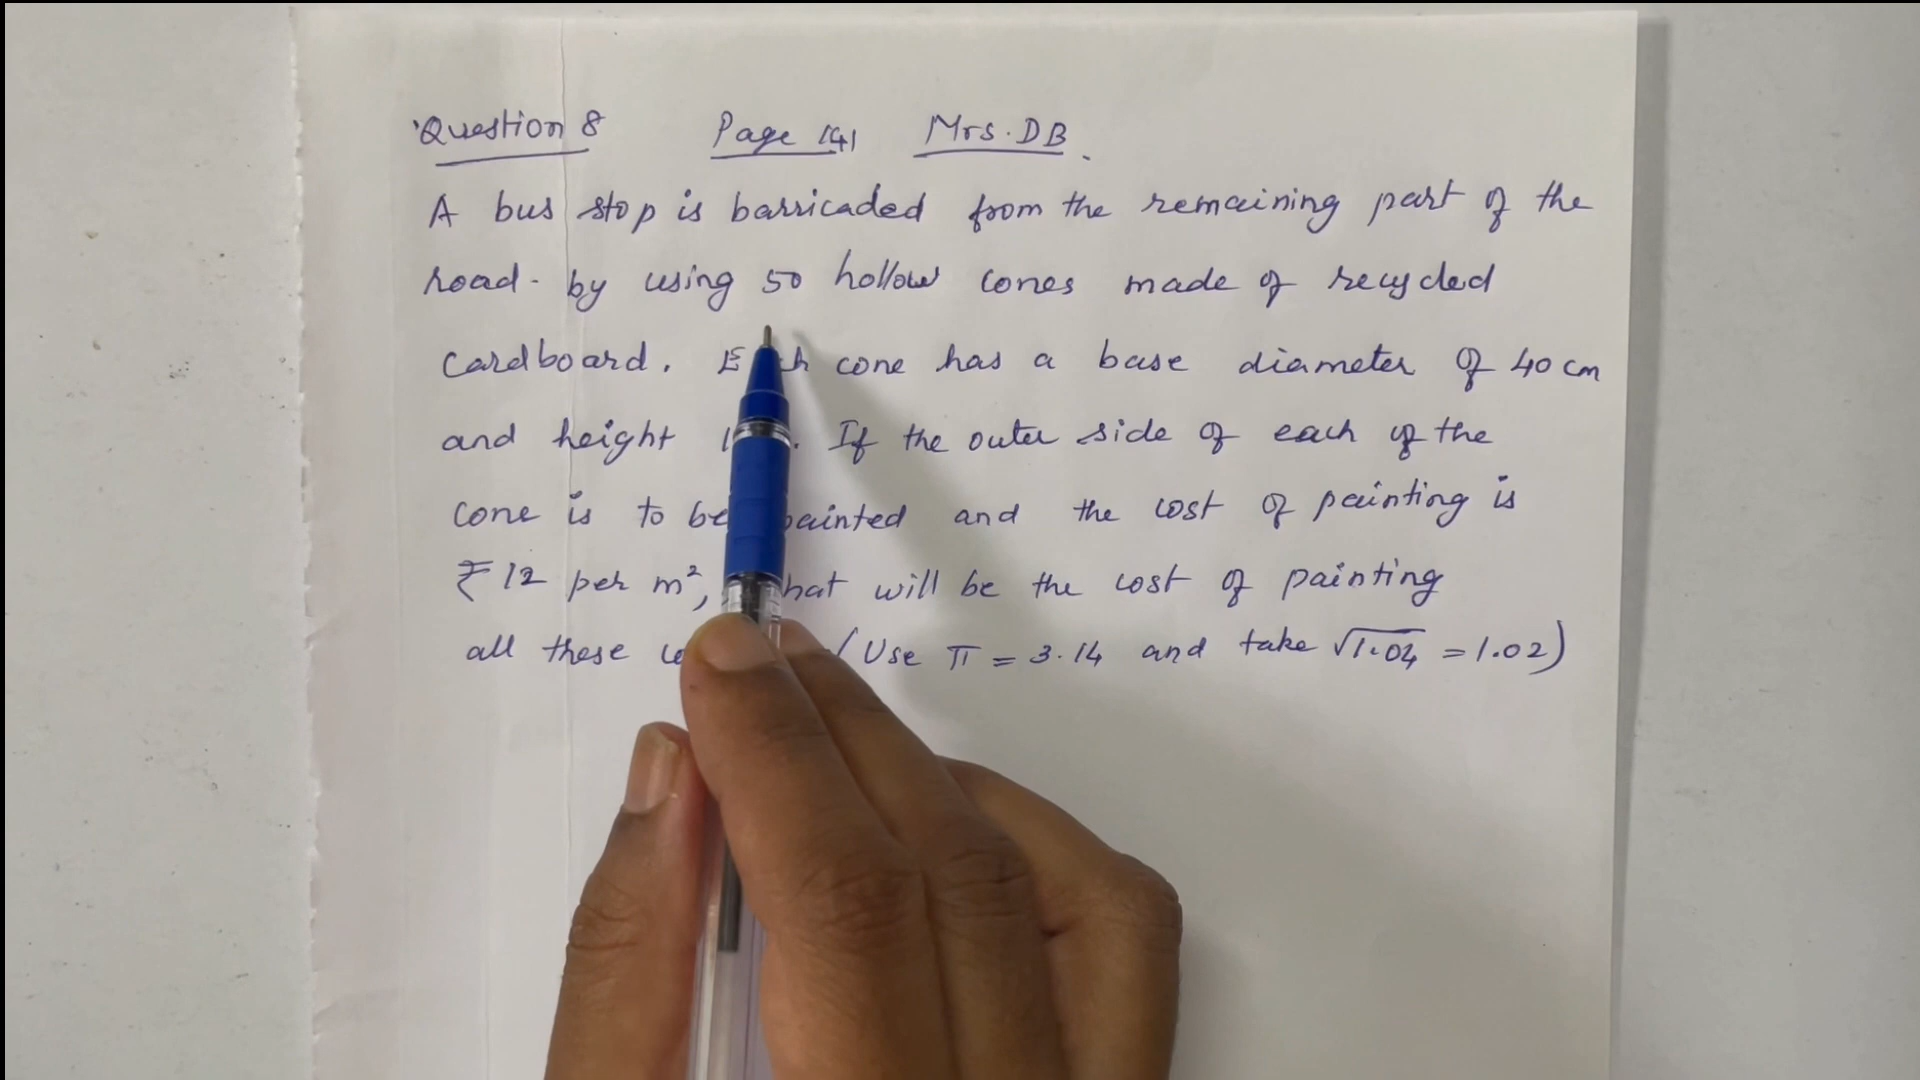 Question 8 Page 141 Mrs. DB.
A bus stop is barricaded from the remaining part of the
road. by using 50 hollow cones made of recycled
cardboard. cone has a base diameter of 40 cm
and height . If the outer side of each of the
cone is to be painted and the cost of painting is
₹12 per m², will be the cost of painting
all these (Use π = 3.14 and take √1.04 = 1.02)